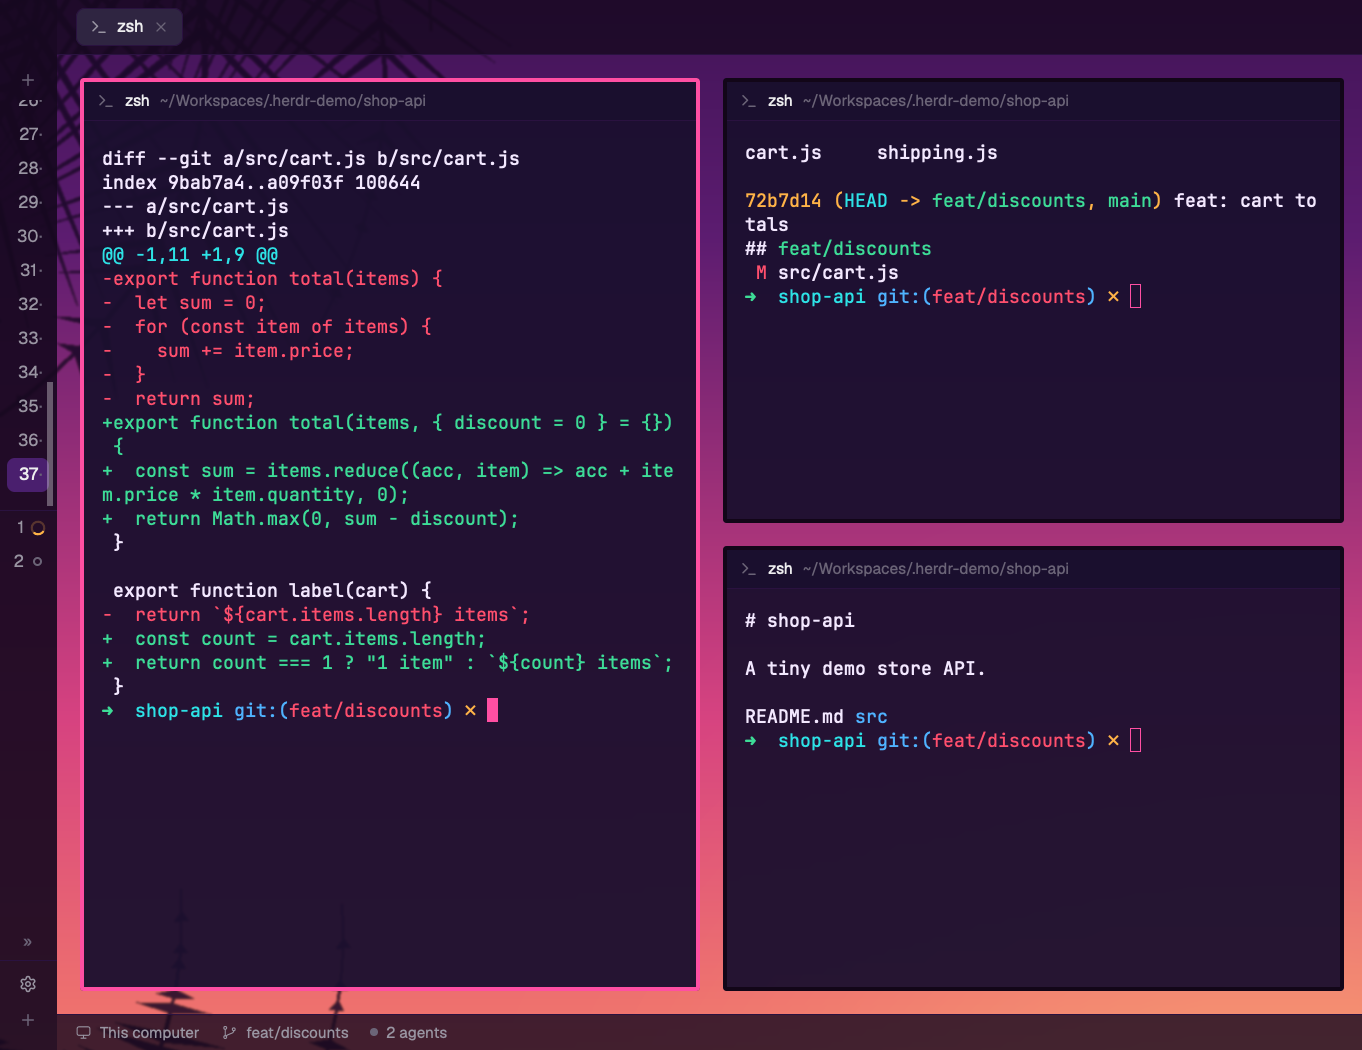 zsh
26
27
28
29
30
31
32
33
34
35
36
37
1
2
zsh ~/Workspaces/.herdr-demo/shop-api
diff --git a/src/cart.js b/src/cart.js
index 9bab7a4..a09f03f 100644
--- a/src/cart.js
+++ b/src/cart.js
@@ -1,11 +1,9 @@
-export function total(items) {
-  let sum = 0;
-  for (const item of items) {
-    sum += item.price;
-  }
-  return sum;
+export function total(items, { discount = 0 } = {})
 {
+  const sum = items.reduce((acc, item) => acc + ite
m.price * item.quantity, 0);
+  return Math.max(0, sum - discount);
 }
 export function label(cart) {
-  return `${cart.items.length} items`;
+  const count = cart.items.length;
+  return count === 1 ? "1 item" : `${count} items`;
 }
➜  shop-api git:(feat/discounts) ✗
zsh ~/Workspaces/.herdr-demo/shop-api
cart.js     shipping.js
72b7d14 (HEAD -> feat/discounts, main) feat: cart to
tals
## feat/discounts
 M src/cart.js
➜  shop-api git:(feat/discounts) ✗
zsh ~/Workspaces/.herdr-demo/shop-api
# shop-api
A tiny demo store API.
README.md src
➜  shop-api git:(feat/discounts) ✗
This computer feat/discounts 2 agents